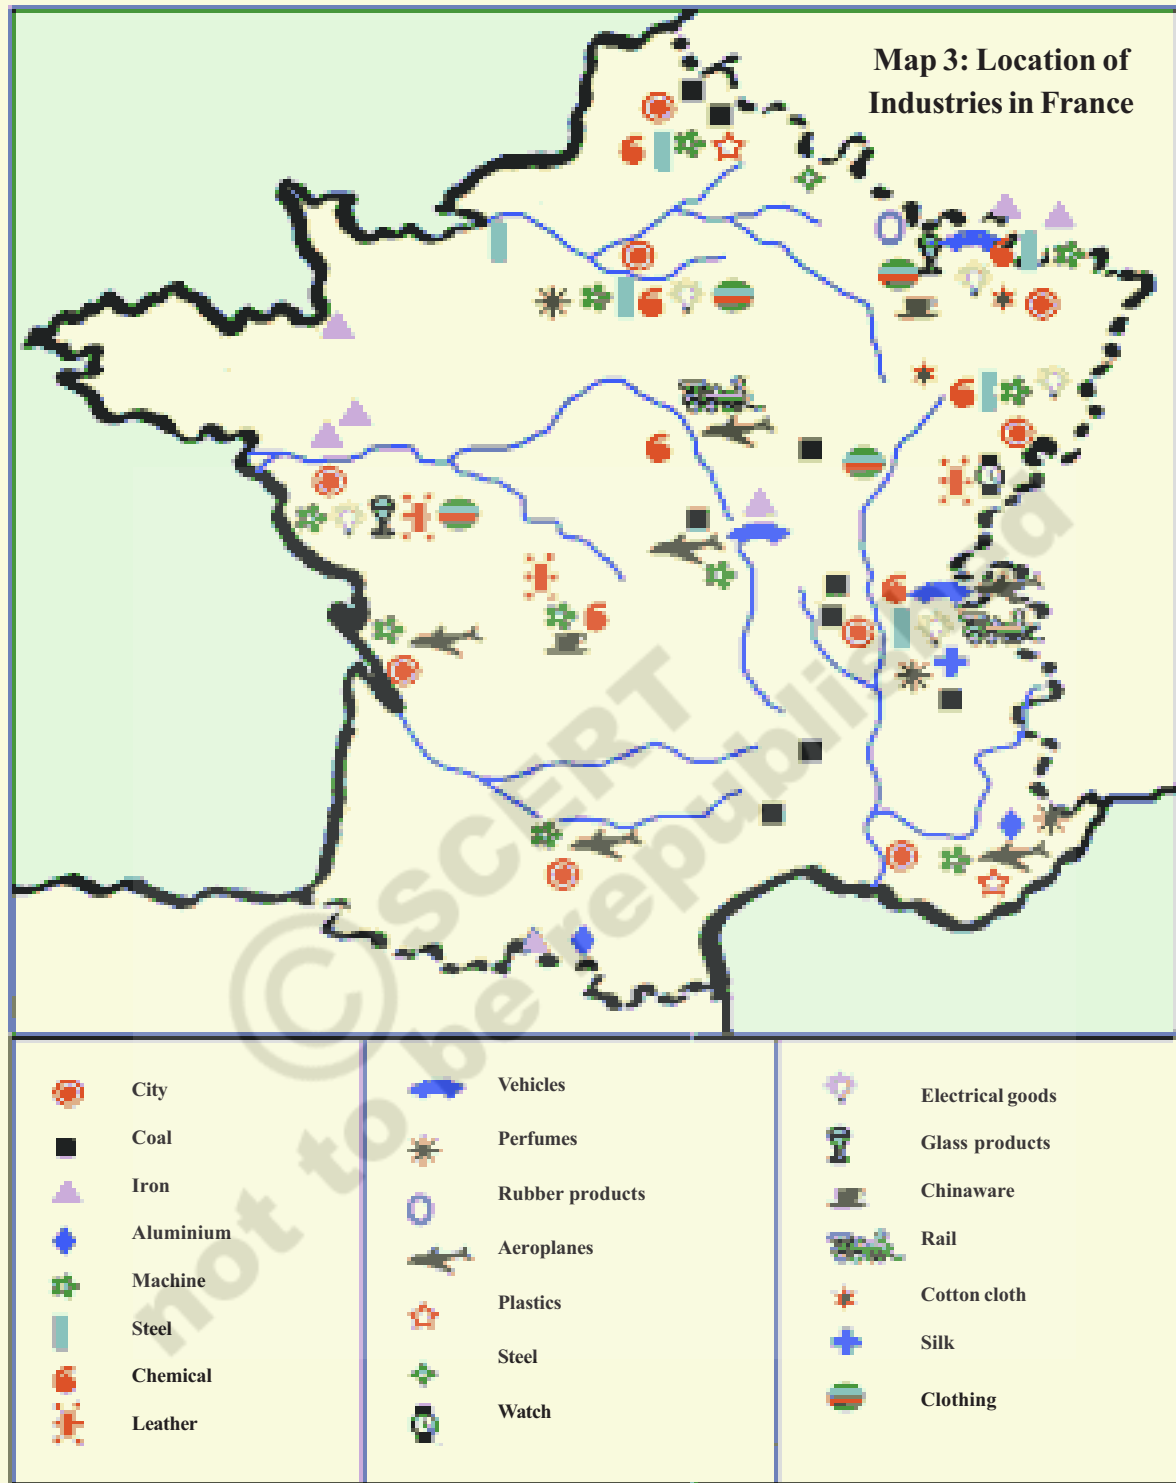 Map 3: Location of
Industries in France
© SCERT
not to be republished
City
Coal
Iron
Aluminium
Machine
Steel
Chemical
Leather
Vehicles
Perfumes
Rubber products
Aeroplanes
Plastics
Steel
Watch
Electrical goods
Glass products
Chinaware
Rail
Cotton cloth
Silk
Clothing